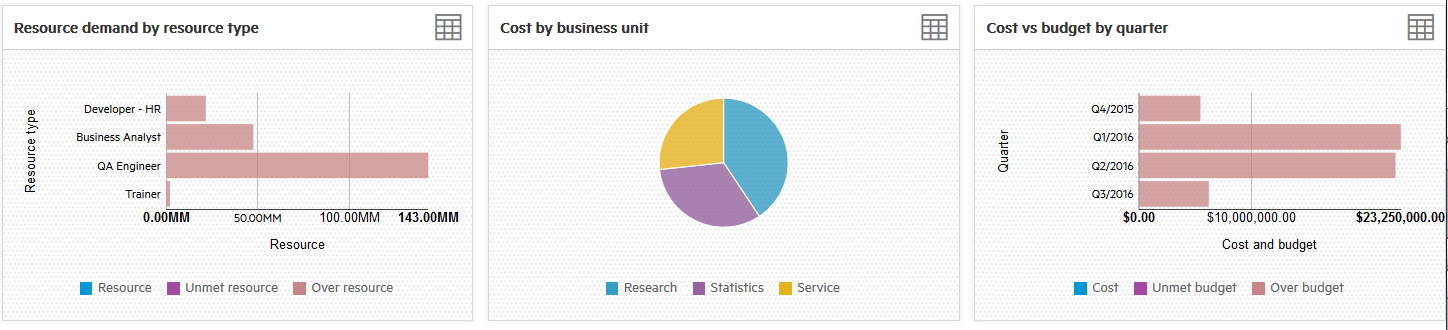 Resource demand by resource type
Resource type
Developer - HR
Business Analyst
QA Engineer
Trainer
0.00MM 50.00MM 100.00MM 143.00MM
Resource
Resource Unmet resource Over resource
Cost by business unit
Research Statistics Service
Cost vs budget by quarter
Quarter
Q4/2015
Q1/2016
Q2/2016
Q3/2016
$0.00 $10,000,000.00 $23,250,000.00
Cost and budget
Cost Unmet budget Over budget